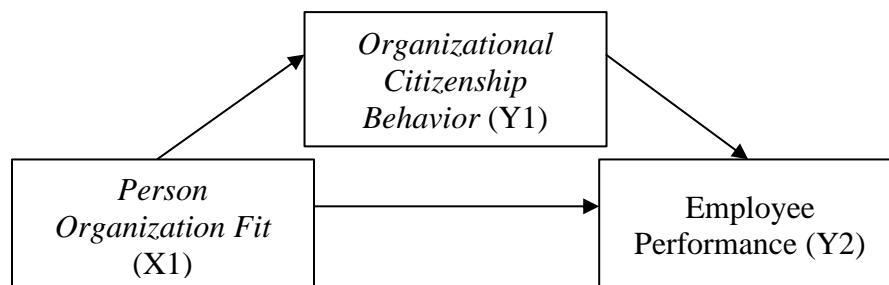 Organizational
Citizenship
Behavior (Y1)
Person
Organization Fit
(X1)
Employee
Performance (Y2)